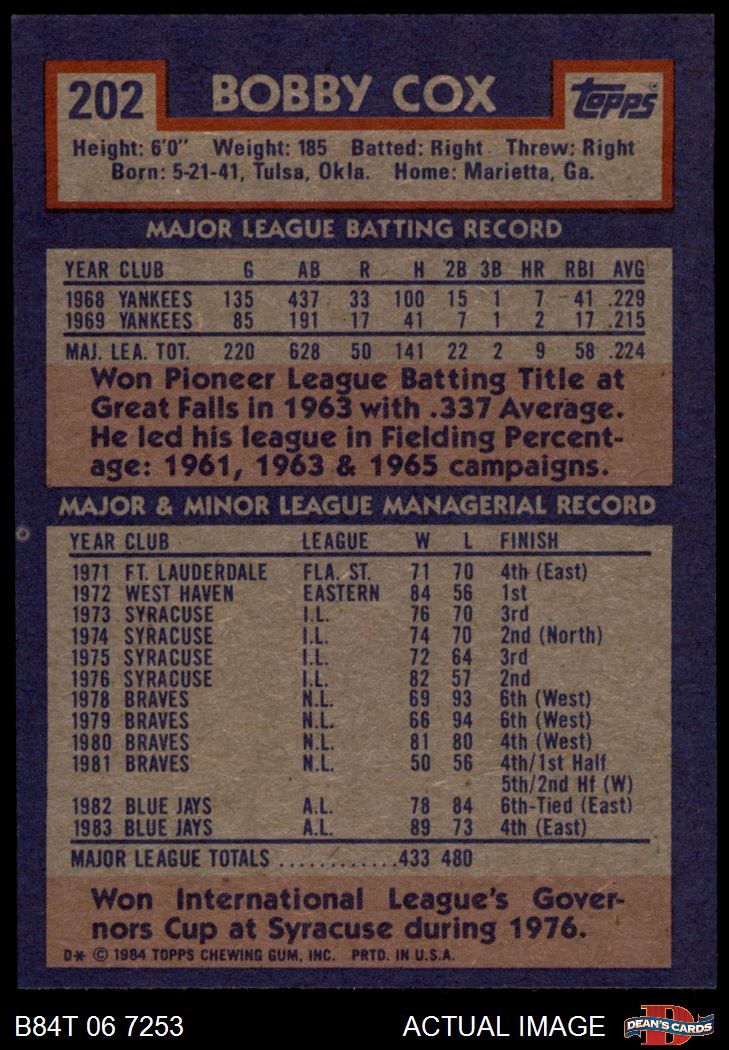 202 BOBBY COX topps
Height: 6'0" Weight: 185 Batted: Right Threw: Right
Born: 5-21-41, Tulsa, Okla. Home: Marietta, Ga.
MAJOR LEAGUE BATTING RECORD
YEAR CLUB G AB R H 2B 3B HR RBI AVG
1968 YANKEES 135 437 33 100 15 1 7 41 .229
1969 YANKEES 85 191 17 41 7 1 2 17 .215
MAJ. LEA. TOT. 220 628 50 141 22 2 9 58 .224
Won Pioneer League Batting Title at
Great Falls in 1963 with .337 Average.
He led his league in Fielding Percent-
age: 1961, 1963 & 1965 campaigns.
MAJOR & MINOR LEAGUE MANAGERIAL RECORD
YEAR CLUB LEAGUE W L FINISH
1971 FT. LAUDERDALE FLA. ST. 71 70 4th (East)
1972 WEST HAVEN EASTERN 84 56 1st
1973 SYRACUSE I.L. 76 70 3rd
1974 SYRACUSE I.L. 74 70 2nd (North)
1975 SYRACUSE I.L. 72 64 3rd
1976 SYRACUSE I.L. 82 57 2nd
1978 BRAVES N.L. 69 93 6th (West)
1979 BRAVES N.L. 66 94 6th (West)
1980 BRAVES N.L. 81 80 4th (West)
1981 BRAVES N.L. 50 56 4th/1st Half
5th/2nd Hf (W)
1982 BLUE JAYS A.L. 78 84 6th-Tied (East)
1983 BLUE JAYS A.L. 89 73 4th (East)
MAJOR LEAGUE TOTALS ............433 480
Won International League's Gover-
nors Cup at Syracuse during 1976.
D* © 1984 TOPPS CHEWING GUM, INC. PRTD. IN U.S.A.
B84T 06 7253 ACTUAL IMAGE D DEAN'S CARDS